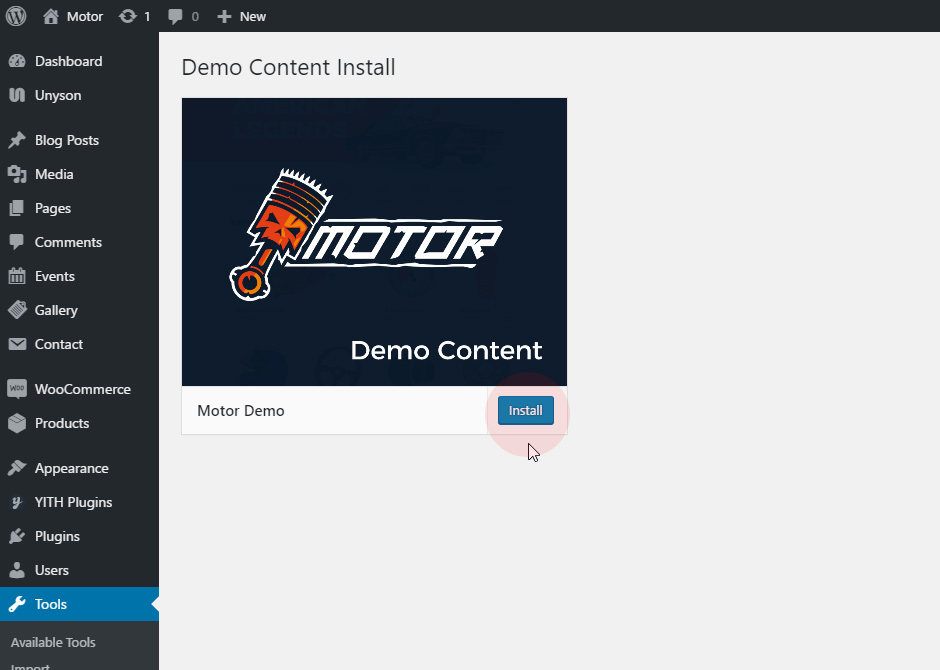 Motor
1
0
New
Dashboard
Unyson
Blog Posts
Media
Pages
Comments
Events
Gallery
Contact
WOO
WooCommerce
Products
Appearance
YITH Plugins
Plugins
Users
Tools
Available Tools
Import
Demo Content Install
MOTOR
Demo Content
Motor Demo
Install